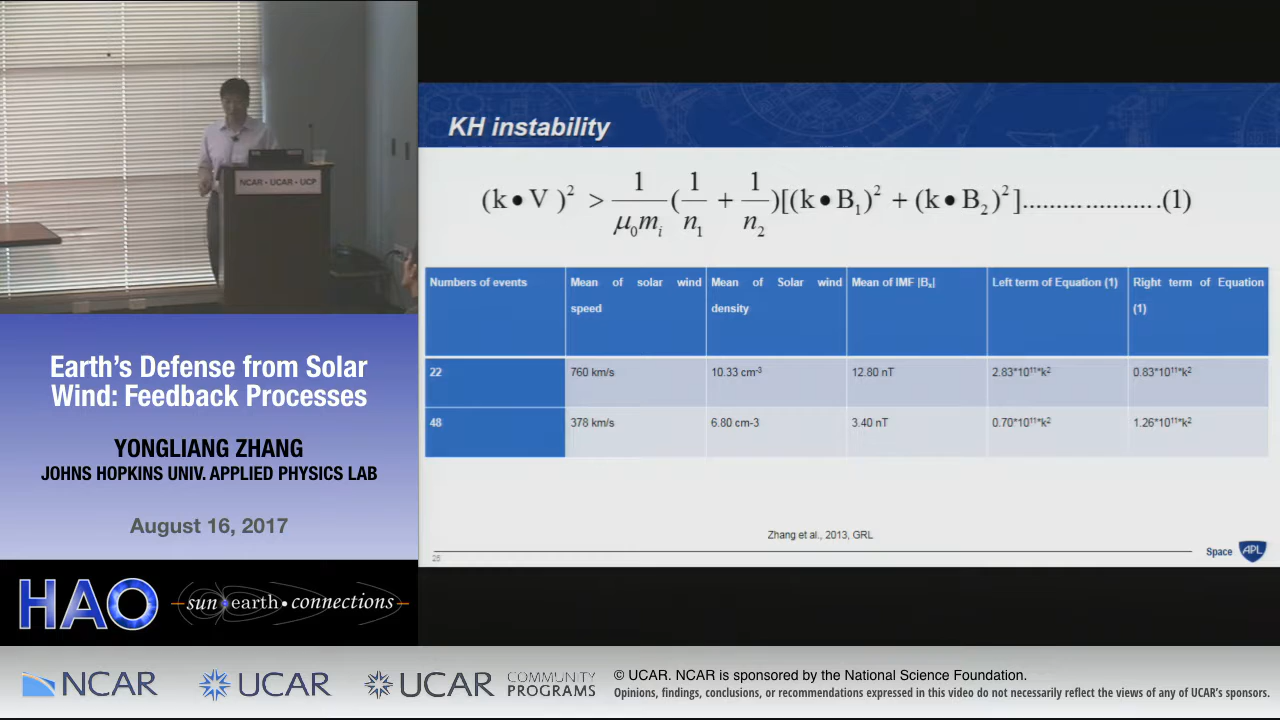 KH instability
(k•V)² > 1/μ₀mᵢ (1/n₁ + 1/n₂)[(k•B₁)² + (k•B₂)²]....................(1)
Numbers of events Mean of solar wind speed Mean of Solar wind density Mean of IMF |Bₓ| Left term of Equation (1) Right term of Equation (1)
22 760 km/s 10.33 cm⁻³ 12.80 nT 2.83*10¹¹*k² 0.83*10¹¹*k²
48 378 km/s 6.80 cm-3 3.40 nT 0.70*10¹¹*k² 1.26*10¹¹*k²
Zhang et al., 2013, GRL
25
Space APL
NCAR - UCAR - UCP
Earth's Defense from Solar
Wind: Feedback Processes
YONGLIANG ZHANG
JOHNS HOPKINS UNIV. APPLIED PHYSICS LAB
August 16, 2017
HAO sun•earth•connections
NCAR UCAR UCAR COMMUNITY PROGRAMS
© UCAR. NCAR is sponsored by the National Science Foundation.
Opinions, findings, conclusions, or recommendations expressed in this video do not necessarily reflect the views of any of UCAR's sponsors.